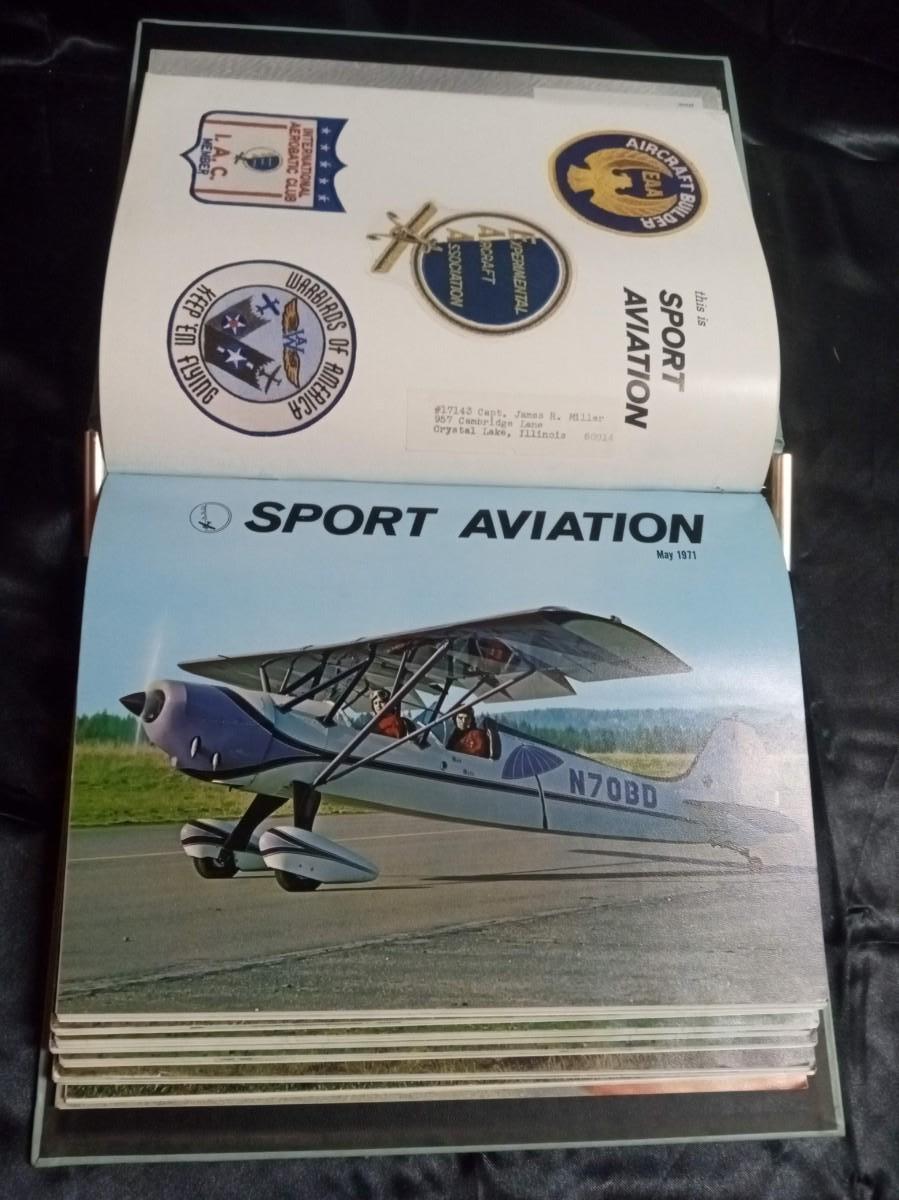 INTERNATIONAL
AEROBATIC CLUB
I.A.C.
MEMBER
AIRCRAFT BUILDER
EAA
EXPERIMENTAL
AIRCRAFT
ASSOCIATION
WARBIRDS OF AMERICA
KEEP 'EM FLYING
this is
SPORT
AVIATION
#17143 Capt. James R. Miller
957 Cambridge Lane
Crystal Lake, Illinois 60014
SPORT AVIATION
May 1971
N70BD